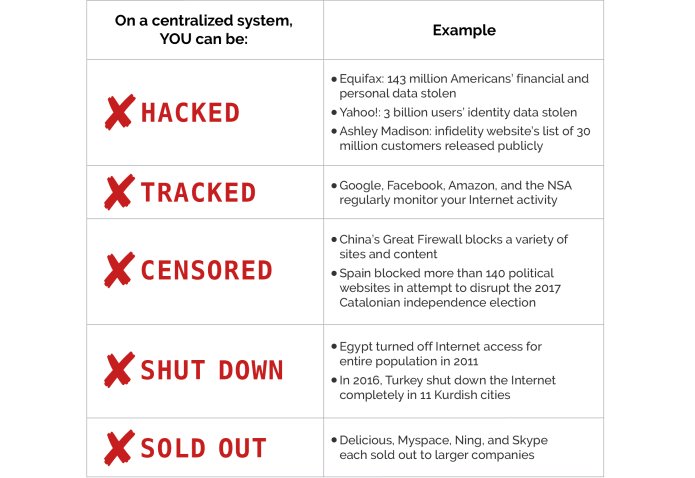 On a centralized system,
YOU can be:
Example
HACKED
• Equifax: 143 million Americans' financial and
personal data stolen
• Yahoo!: 3 billion users' identity data stolen
• Ashley Madison: infidelity website's list of 30
million customers released publicly
TRACKED
• Google, Facebook, Amazon, and the NSA
regularly monitor your Internet activity
CENSORED
• China's Great Firewall blocks a variety of
sites and content
• Spain blocked more than 140 political
websites in attempt to disrupt the 2017
Catalonian independence election
SHUT DOWN
• Egypt turned off Internet access for
entire population in 2011
• In 2016, Turkey shut down the Internet
completely in 11 Kurdish cities
SOLD OUT
• Delicious, Myspace, Ning, and Skype
each sold out to larger companies